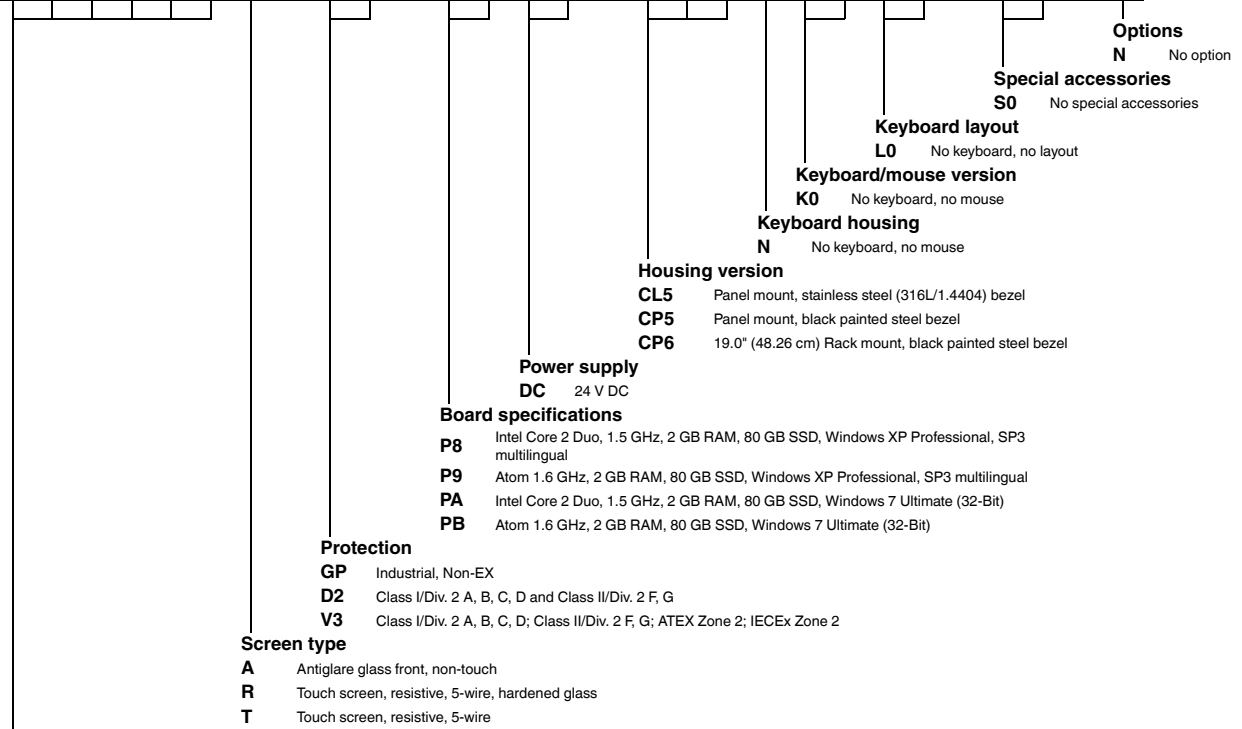 Options
N No option
Special accessories
S0 No special accessories
Keyboard layout
L0 No keyboard, no layout
Keyboard/mouse version
K0 No keyboard, no mouse
Keyboard housing
N No keyboard, no mouse
Housing version
CL5 Panel mount, stainless steel (316L/1.4404) bezel
CP5 Panel mount, black painted steel bezel
CP6 19.0" (48.26 cm) Rack mount, black painted steel bezel
Power supply
DC 24 V DC
Board specifications
P8 Intel Core 2 Duo, 1.5 GHz, 2 GB RAM, 80 GB SSD, Windows XP Professional, SP3
multilingual
P9 Atom 1.6 GHz, 2 GB RAM, 80 GB SSD, Windows XP Professional, SP3 multilingual
PA Intel Core 2 Duo, 1.5 GHz, 2 GB RAM, 80 GB SSD, Windows 7 Ultimate (32-Bit)
PB Atom 1.6 GHz, 2 GB RAM, 80 GB SSD, Windows 7 Ultimate (32-Bit)
Protection
GP Industrial, Non-EX
D2 Class I/Div. 2 A, B, C, D and Class II/Div. 2 F, G
V3 Class I/Div. 2 A, B, C, D; Class II/Div. 2 F, G; ATEX Zone 2; IECEx Zone 2
Screen type
A Antiglare glass front, non-touch
R Touch screen, resistive, 5-wire, hardened glass
T Touch screen, resistive, 5-wire